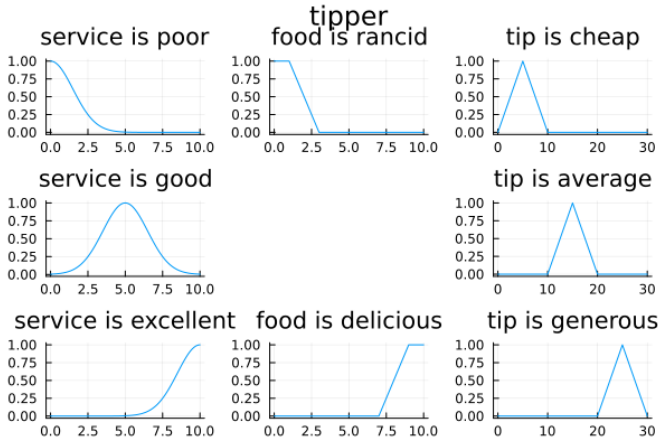 tipper
service is poor
food is rancid
tip is cheap
1.00 1.00 1.00
0.75 0.75 0.75
0.50 0.50 0.50
0.25 0.25 0.25
0.00 0.00 0.00
0.0 2.5 5.0 7.5 10.0
0.0 2.5 5.0 7.5 10.0
0 10 20 30
service is good
tip is average
1.00 1.00
0.75 0.75
0.50 0.50
0.25 0.25
0.00 0.00
0.0 2.5 5.0 7.5 10.0
0 10 20 30
service is excellent
food is delicious
tip is generous
1.00 1.00 1.00
0.75 0.75 0.75
0.50 0.50 0.50
0.25 0.25 0.25
0.00 0.00 0.00
0.0 2.5 5.0 7.5 10.0
0.0 2.5 5.0 7.5 10.0
0 10 20 30